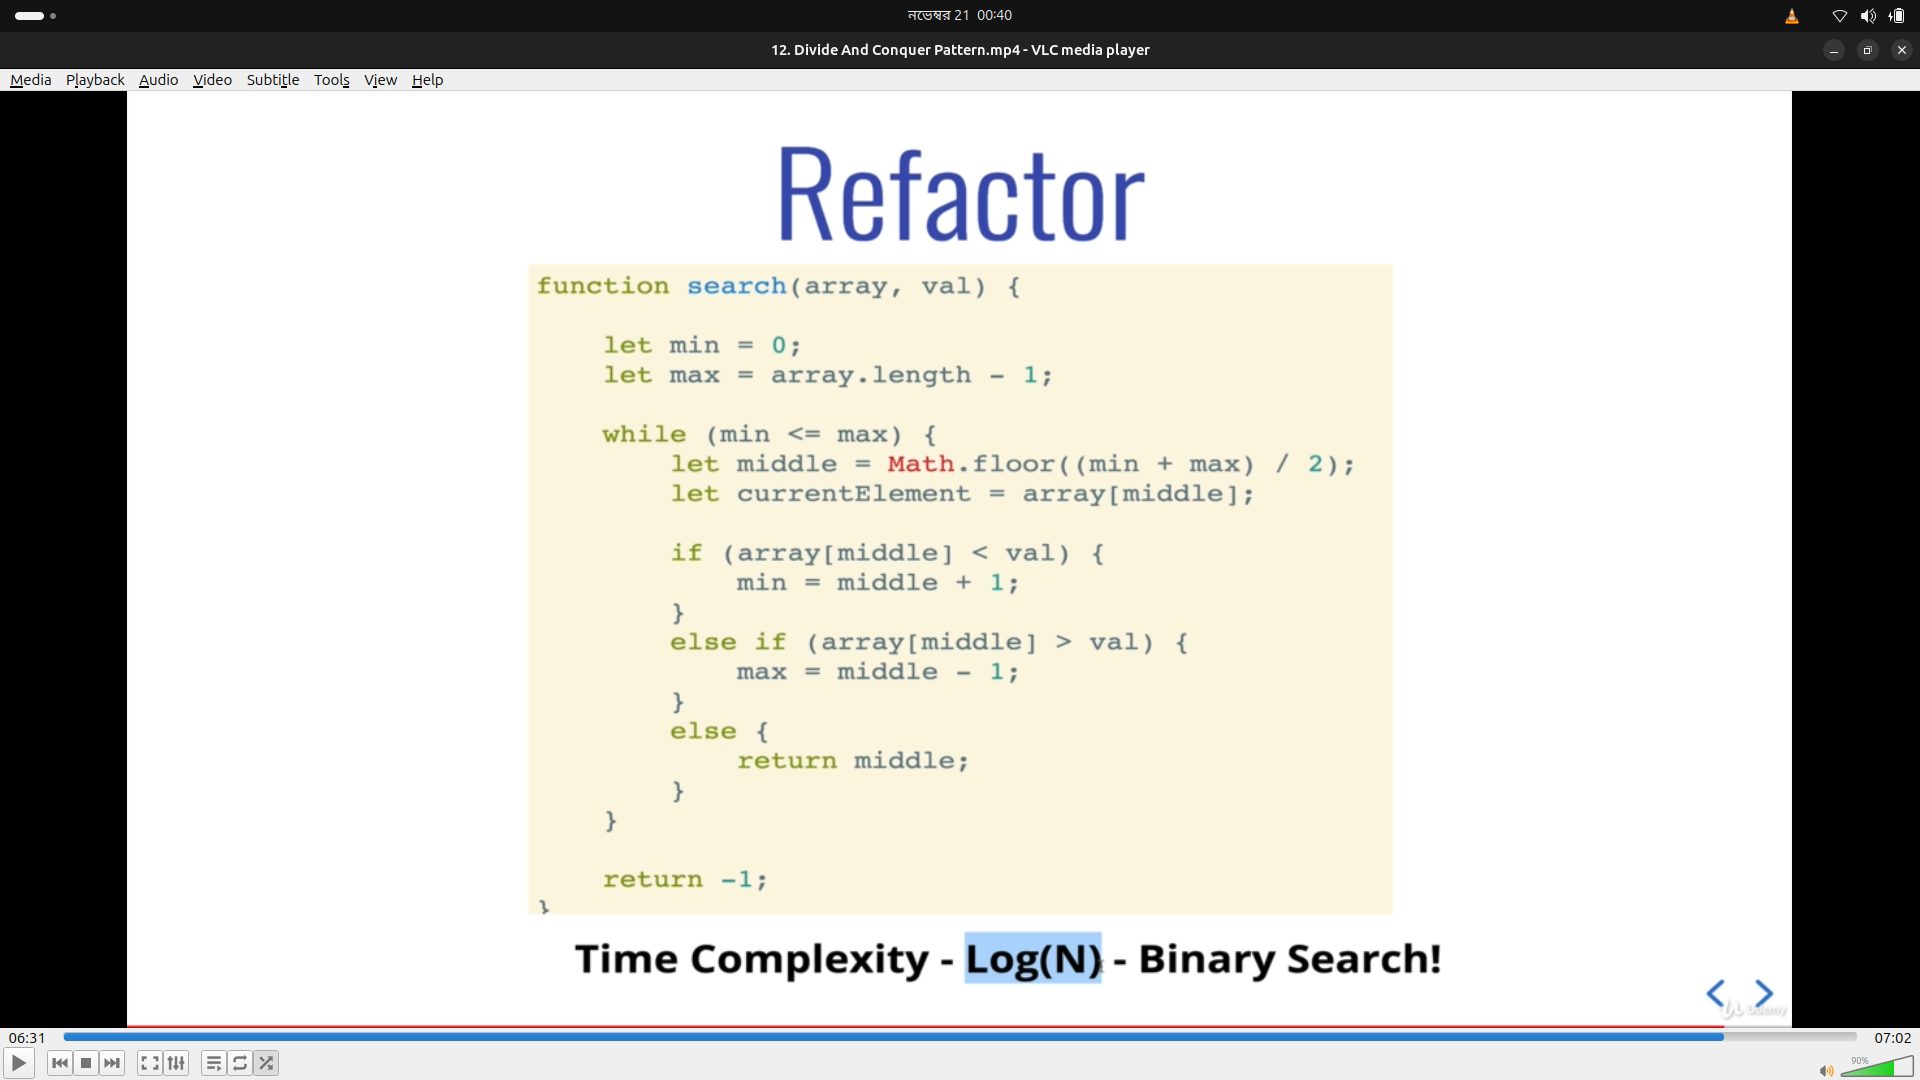 নভেম্বর 21 00:40
12. Divide And Conquer Pattern.mp4 - VLC media player
Media Playback Audio Video Subtitle Tools View Help
Refactor
function search(array, val) {
let min = 0;
let max = array.length - 1;
while (min <= max) {
let middle = Math.floor((min + max) / 2);
let currentElement = array[middle];
if (array[middle] < val) {
min = middle + 1;
}
else if (array[middle] > val) {
max = middle - 1;
}
else {
return middle;
}
}
return -1;
}
Time Complexity - Log(N) - Binary Search!
Udemy
06:31
07:02
90%